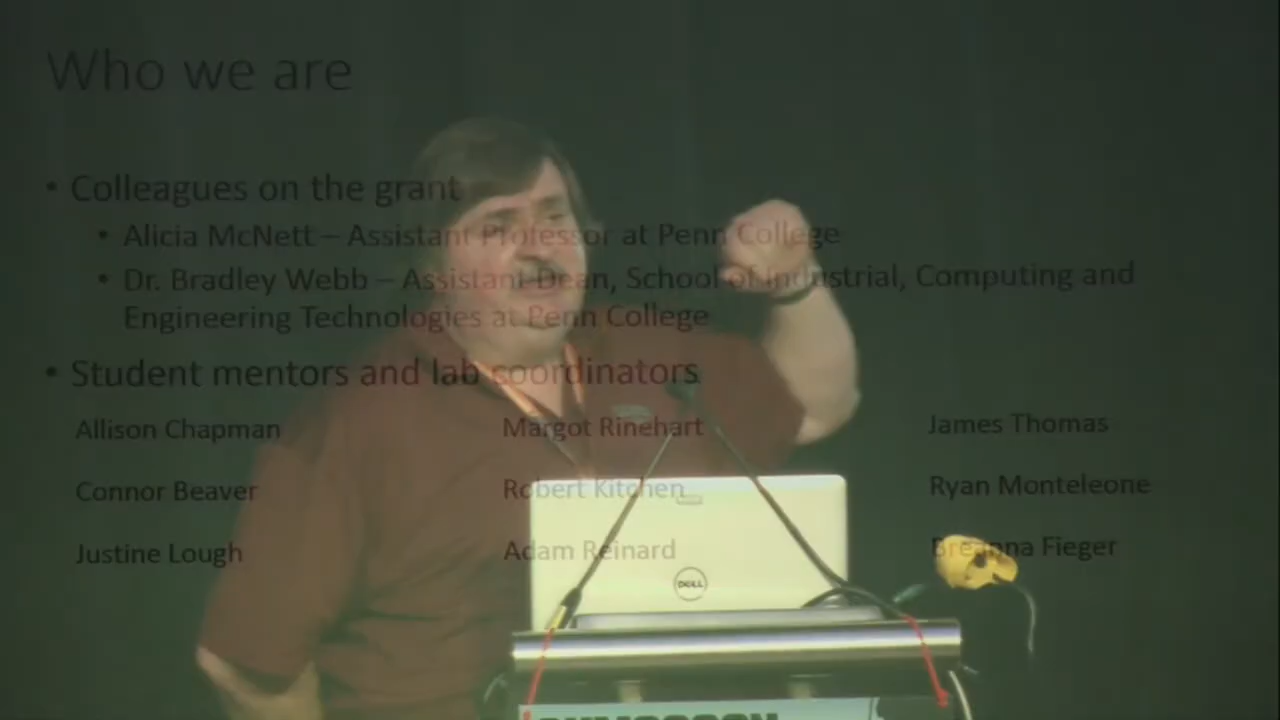 Who we are
• Colleagues on the grant
• Alicia McNett – Assistant Professor at Penn College
• Dr. Bradley Webb – Assistant Dean, School of Industrial, Computing and
Engineering Technologies at Penn College
• Student mentors and lab coordinators
Allison Chapman Margot Rinehart James Thomas
Connor Beaver Robert Kitchen Ryan Monteleone
Justine Lough Adam Reinard Breanna Fieger
DELL